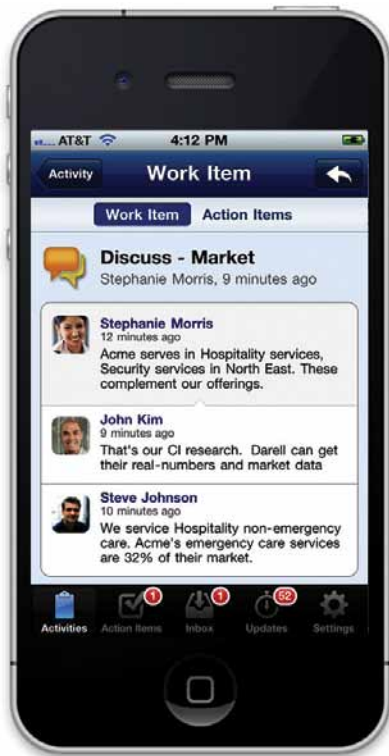 AT&T
4:12 PM
Activity
Work Item
Work Item
Action Items
Discuss - Market
Stephanie Morris, 9 minutes ago
Stephanie Morris
12 minutes ago
Acme serves in Hospitality services,
Security services in North East. These
complement our offerings.
John Kim
9 minutes ago
That's our CI research. Darell can get
their real-numbers and market data
Steve Johnson
10 minutes ago
We service Hospitality non-emergency
care. Acme's emergency care services
are 32% of their market.
1
1
52
Activities
Action Items
Inbox
Updates
Settings